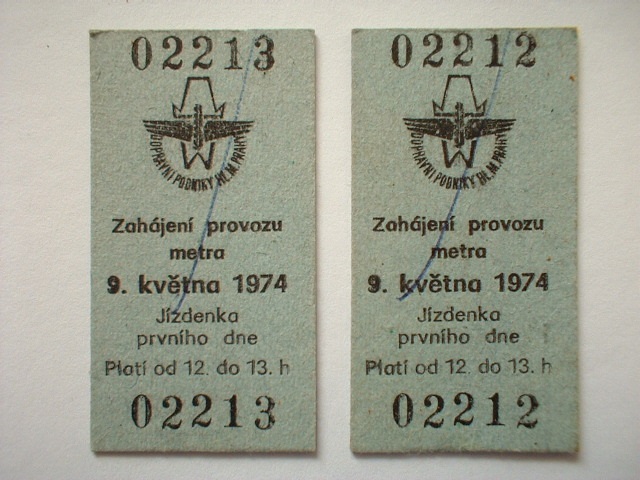 02213
DOPRAVNÍ PODNIKY HL.M.PRAHY
Zahájení provozu
metra
9. května 1974
Jízdenka
prvního dne
Platí od 12. do 13. h
02213
02212
DOPRAVNÍ PODNIKY HL.M.PRAHY
Zahájení provozu
metra
9. května 1974
Jízdenka
prvního dne
Platí od 12. do 13. h
02212